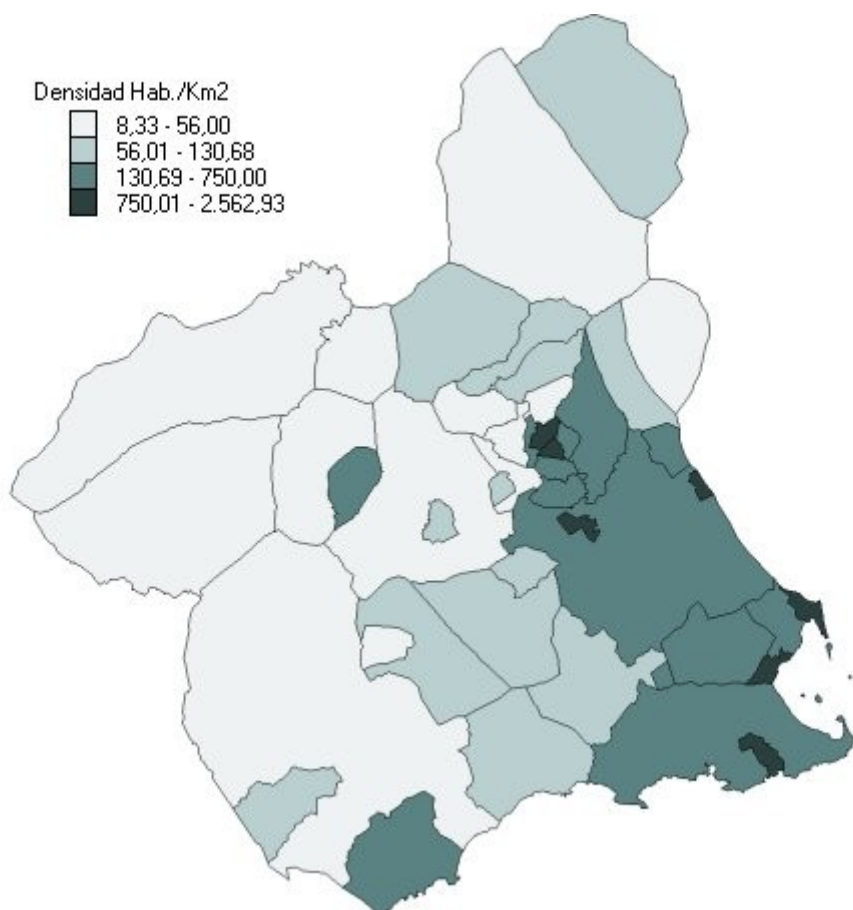 Densidad Hab./Km2
8,33 - 56,00
56,01 - 130,68
130,69 - 750,00
750,01 - 2.562,93